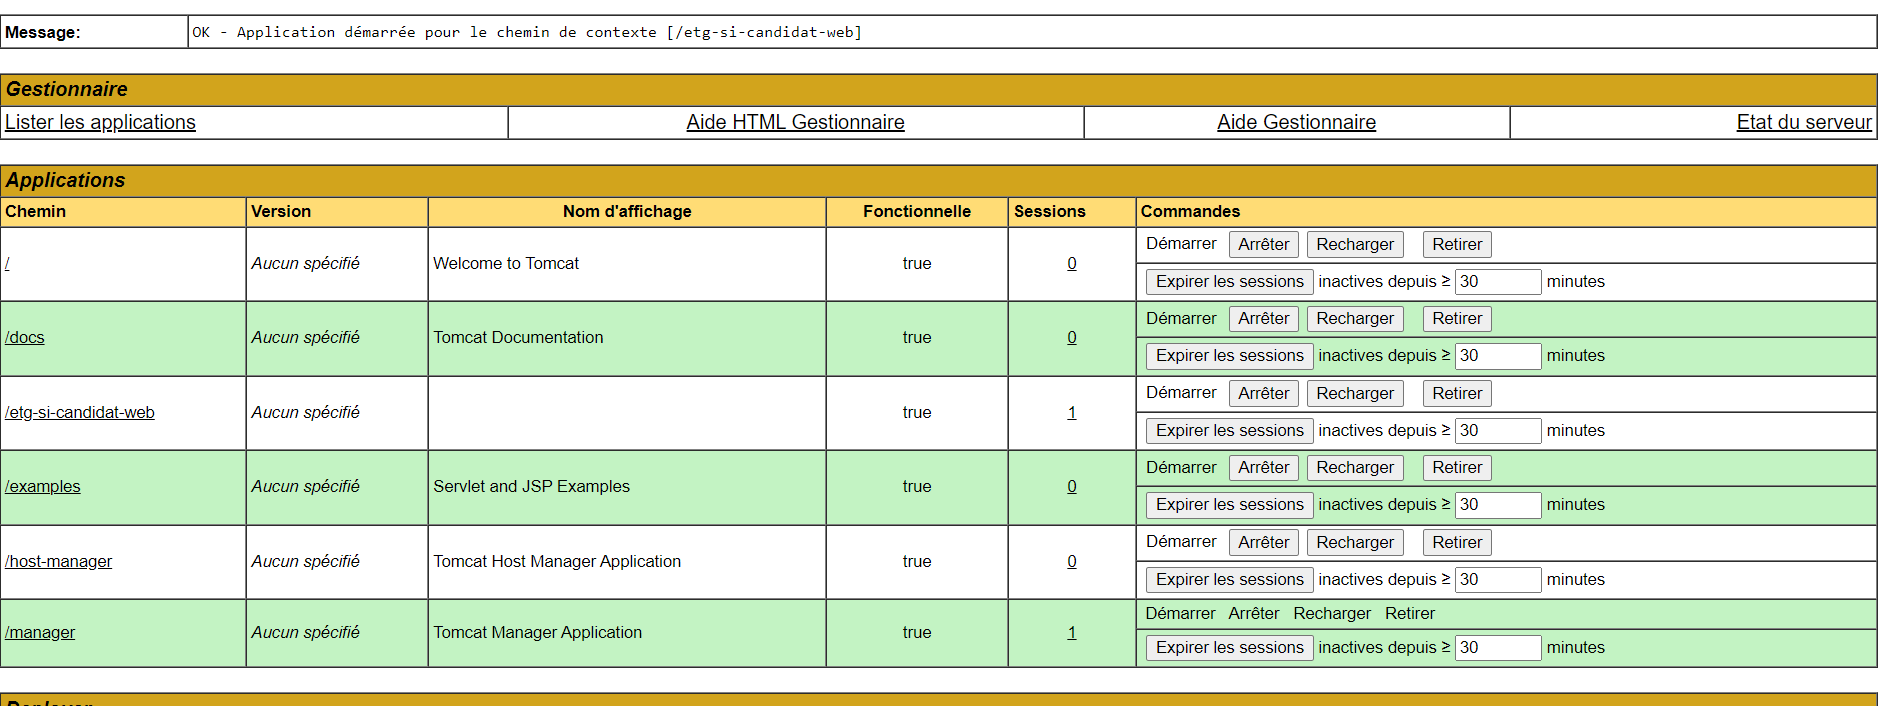 Message: OK - Application démarrée pour le chemin de contexte [/etg-si-candidat-web]
Gestionnaire
Lister les applications Aide HTML Gestionnaire Aide Gestionnaire Etat du serveur
Applications
Chemin Version Nom d'affichage Fonctionnelle Sessions Commandes
/ Aucun spécifié Welcome to Tomcat true 0 Démarrer Arrêter Recharger Retirer
Expirer les sessions inactives depuis ≥ 30 minutes
/docs Aucun spécifié Tomcat Documentation true 0 Démarrer Arrêter Recharger Retirer
Expirer les sessions inactives depuis ≥ 30 minutes
/etg-si-candidat-web Aucun spécifié true 1 Démarrer Arrêter Recharger Retirer
Expirer les sessions inactives depuis ≥ 30 minutes
/examples Aucun spécifié Servlet and JSP Examples true 0 Démarrer Arrêter Recharger Retirer
Expirer les sessions inactives depuis ≥ 30 minutes
/host-manager Aucun spécifié Tomcat Host Manager Application true 0 Démarrer Arrêter Recharger Retirer
Expirer les sessions inactives depuis ≥ 30 minutes
/manager Aucun spécifié Tomcat Manager Application true 1 Démarrer Arrêter Recharger Retirer
Expirer les sessions inactives depuis ≥ 30 minutes